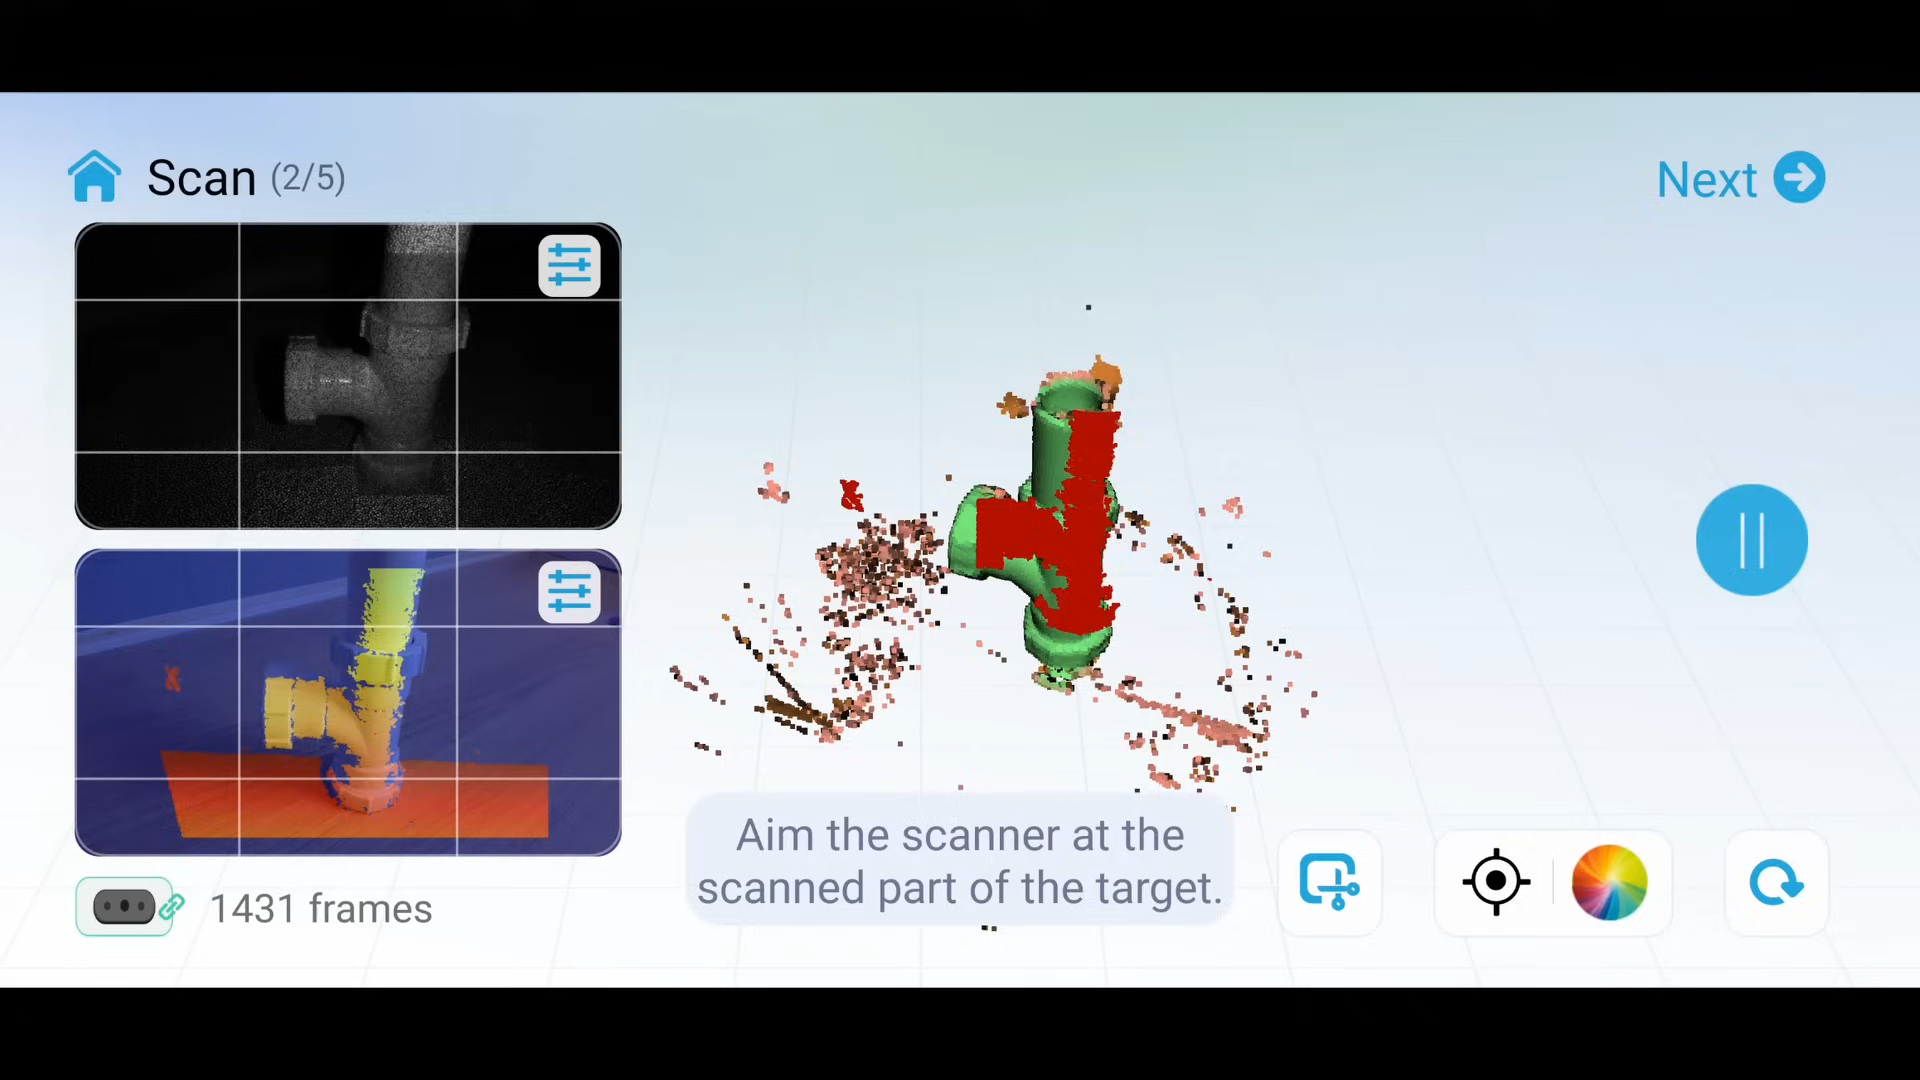 Scan (2/5)
Next
Aim the scanner at the
scanned part of the target.
1431 frames